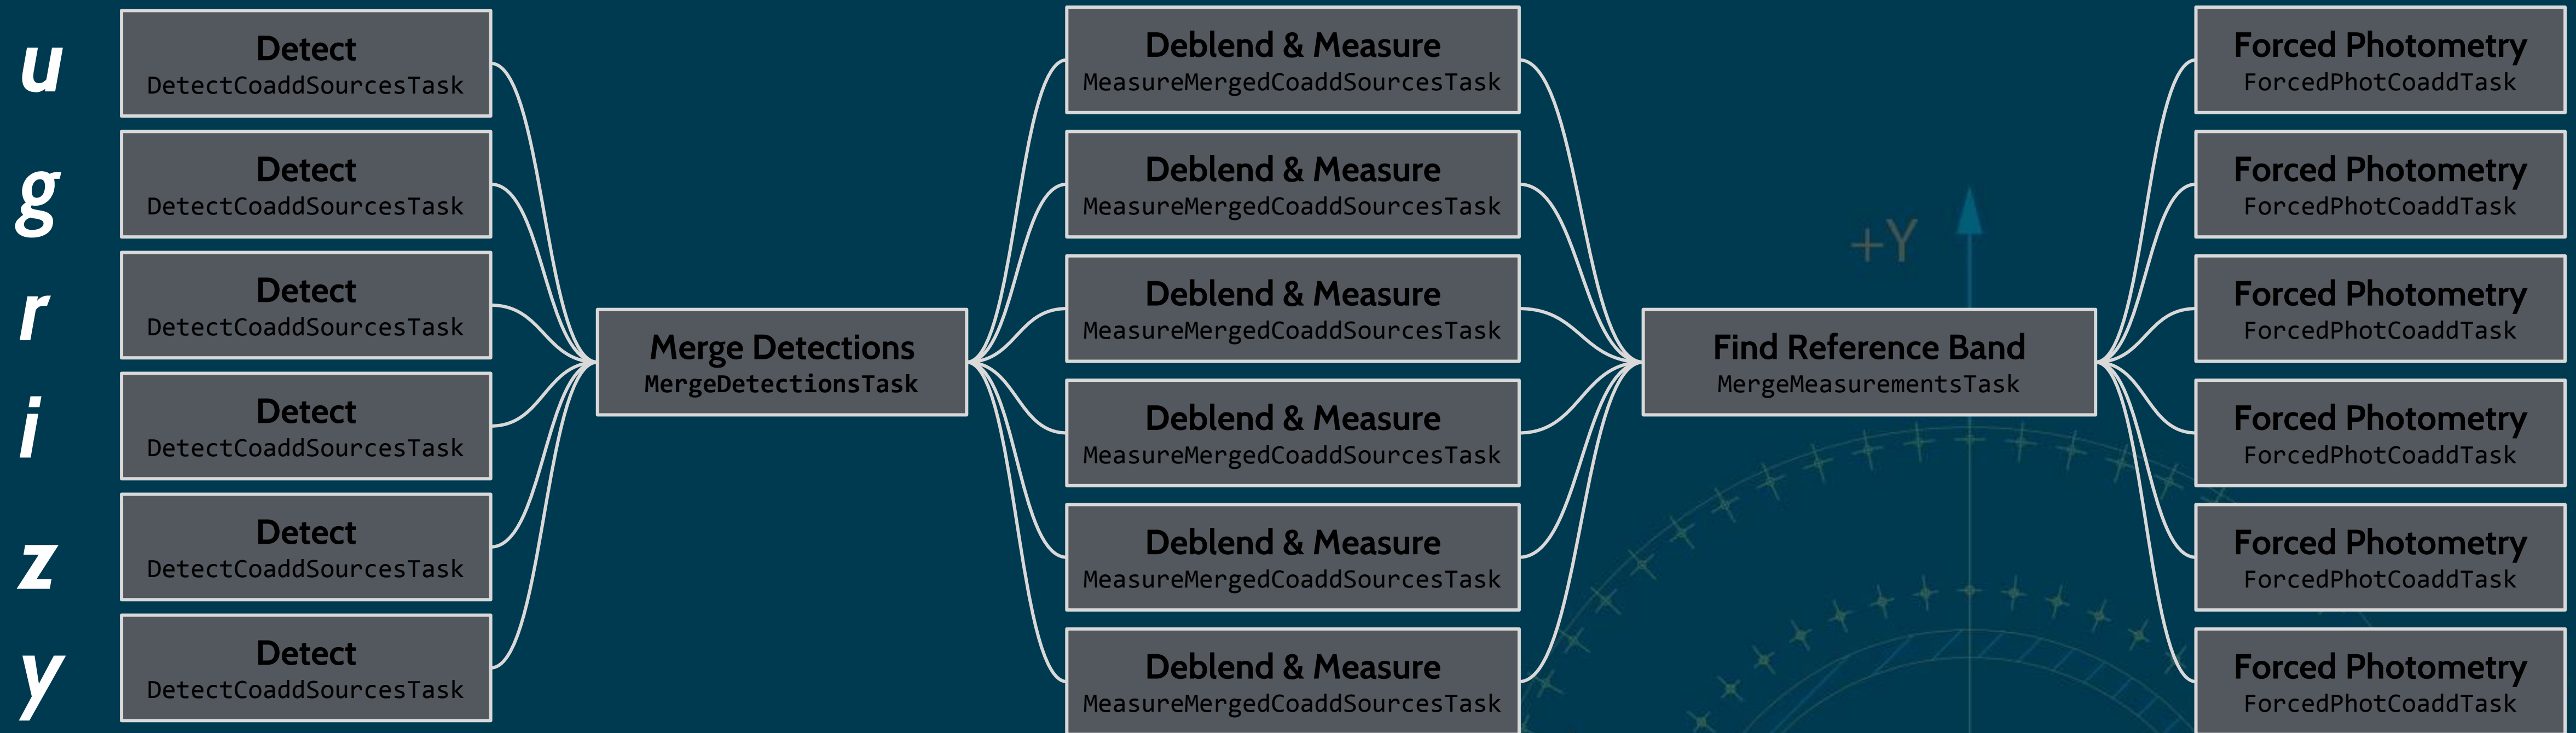 u
Detect
DetectCoaddSourcesTask
g
Detect
DetectCoaddSourcesTask
r
Detect
DetectCoaddSourcesTask
i
Detect
DetectCoaddSourcesTask
z
Detect
DetectCoaddSourcesTask
y
Detect
DetectCoaddSourcesTask
Merge Detections
MergeDetectionsTask
Deblend & Measure
MeasureMergedCoaddSourcesTask
Deblend & Measure
MeasureMergedCoaddSourcesTask
Deblend & Measure
MeasureMergedCoaddSourcesTask
Deblend & Measure
MeasureMergedCoaddSourcesTask
Deblend & Measure
MeasureMergedCoaddSourcesTask
Deblend & Measure
MeasureMergedCoaddSourcesTask
+Y
Find Reference Band
MergeMeasurementsTask
Forced Photometry
ForcedPhotCoaddTask
Forced Photometry
ForcedPhotCoaddTask
Forced Photometry
ForcedPhotCoaddTask
Forced Photometry
ForcedPhotCoaddTask
Forced Photometry
ForcedPhotCoaddTask
Forced Photometry
ForcedPhotCoaddTask